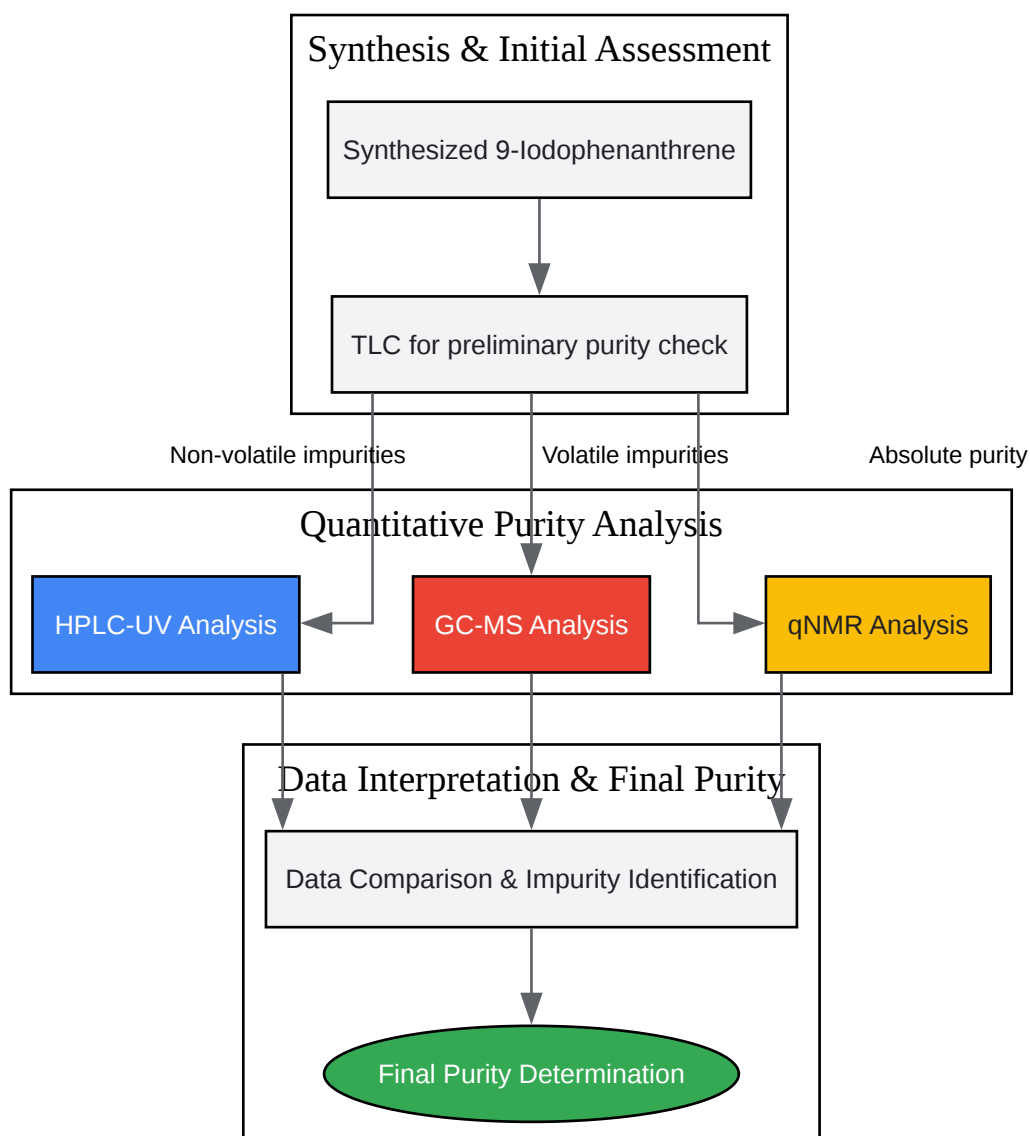 Synthesis & Initial Assessment
Synthesized 9-Iodophenanthrene
TLC for preliminary purity check
Non-volatile impurities
Volatile impurities
Absolute purity
Quantitative Purity Analysis
HPLC-UV Analysis
GC-MS Analysis
qNMR Analysis
Data Interpretation & Final Purity
Data Comparison & Impurity Identification
Final Purity Determination